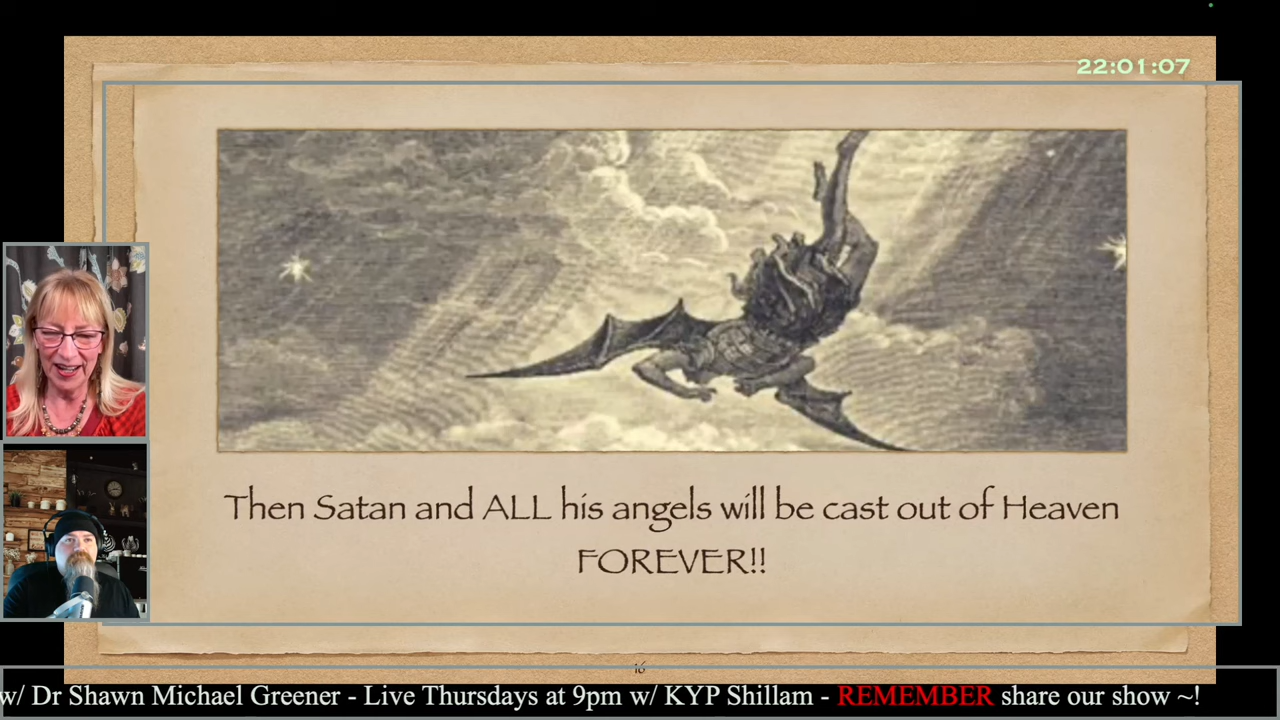 22:01:07
Then Satan and ALL his angels will be cast out of Heaven
FOREVER!!
16
w/ Dr Shawn Michael Greener - Live Thursdays at 9pm w/ KYP Shillam - REMEMBER share our show ~!